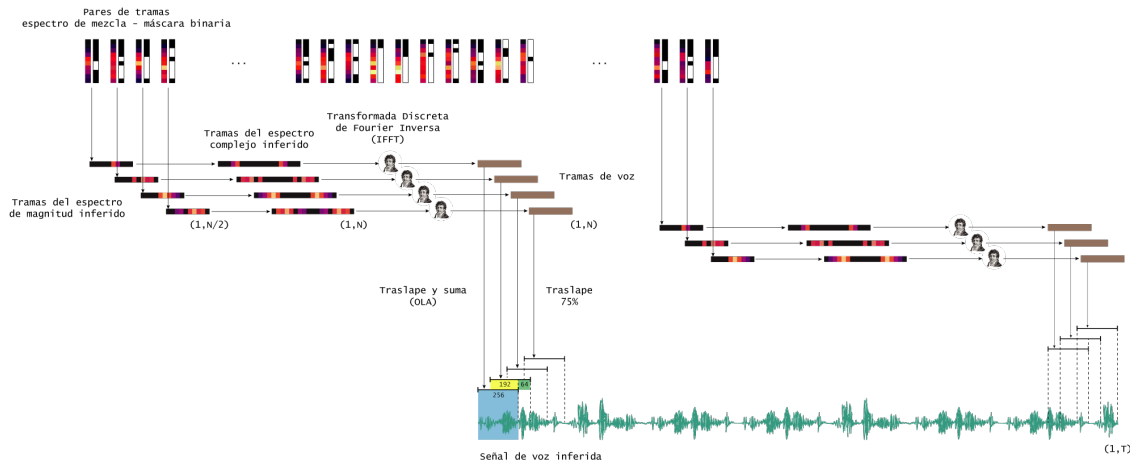 Pares de tramas
espectro de mezcla - máscara binaria
...
...
Transformada Discreta
de Fourier Inversa
(IFFT)
Tramas del espectro
complejo inferido
Tramas de voz
Tramas del espectro
de magnitud inferido
(1,N/2)
(1,N)
(1,N)
Traslape y suma
(OLA)
Traslape
75%
192
64
256
Señal de voz inferida
(1,T)